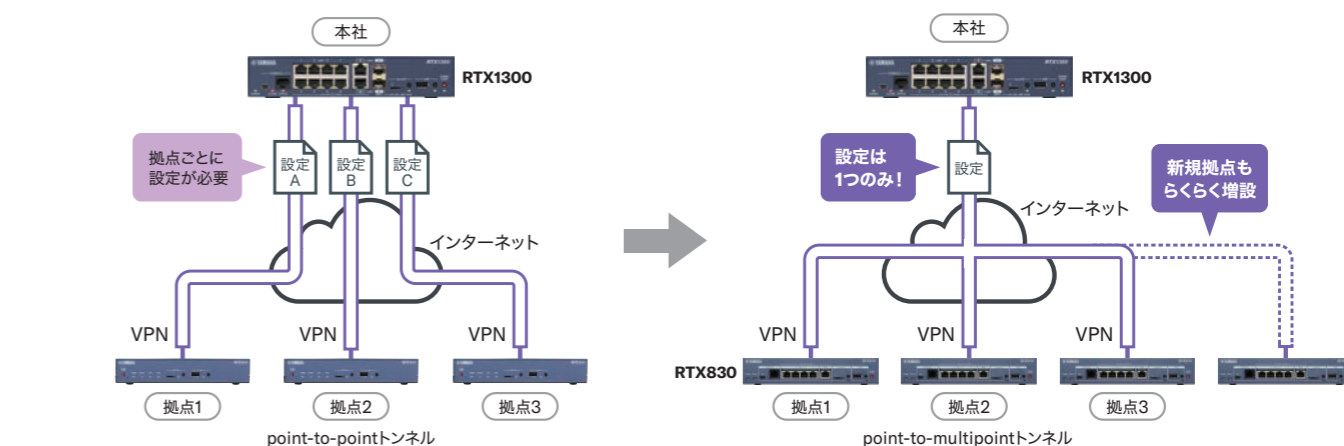 本社
RTX1300
拠点ごとに
設定が必要
設定
A
設定
B
設定
C
インターネット
VPN
VPN
VPN
拠点1
拠点2
拠点3
point-to-pointトンネル
本社
RTX1300
設定は
1つのみ!
設定
新規拠点も
らくらく増設
インターネット
VPN
VPN
VPN
RTX830
拠点1
拠点2
拠点3
point-to-multipointトンネル